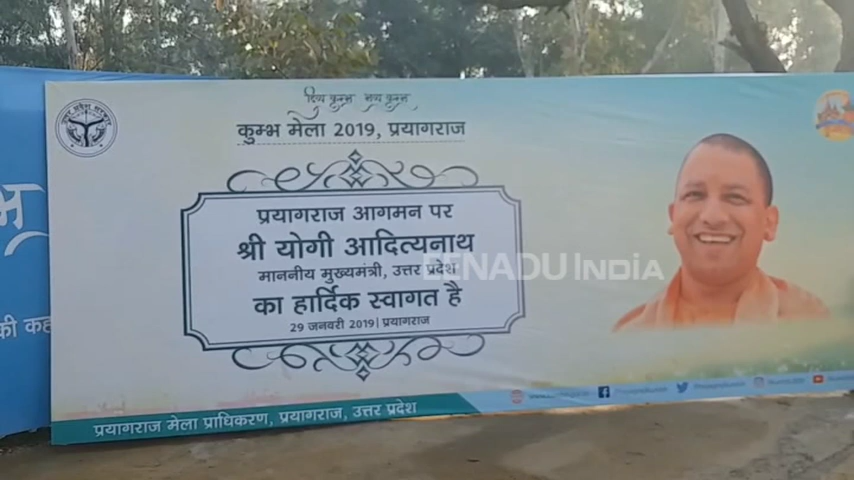 दिव्य कुम्भ भव्य कुम्भ
कुम्भ मेला 2019, प्रयागराज
प्रयागराज आगमन पर
श्री योगी आदित्यनाथ
माननीय मुख्यमंत्री, उत्तर प्रदेश
का हार्दिक स्वागत है
29 जनवरी 2019| प्रयागराज
EENADU INDIA
प्रयागराज मेला प्राधिकरण, प्रयागराज, उत्तर प्रदेश